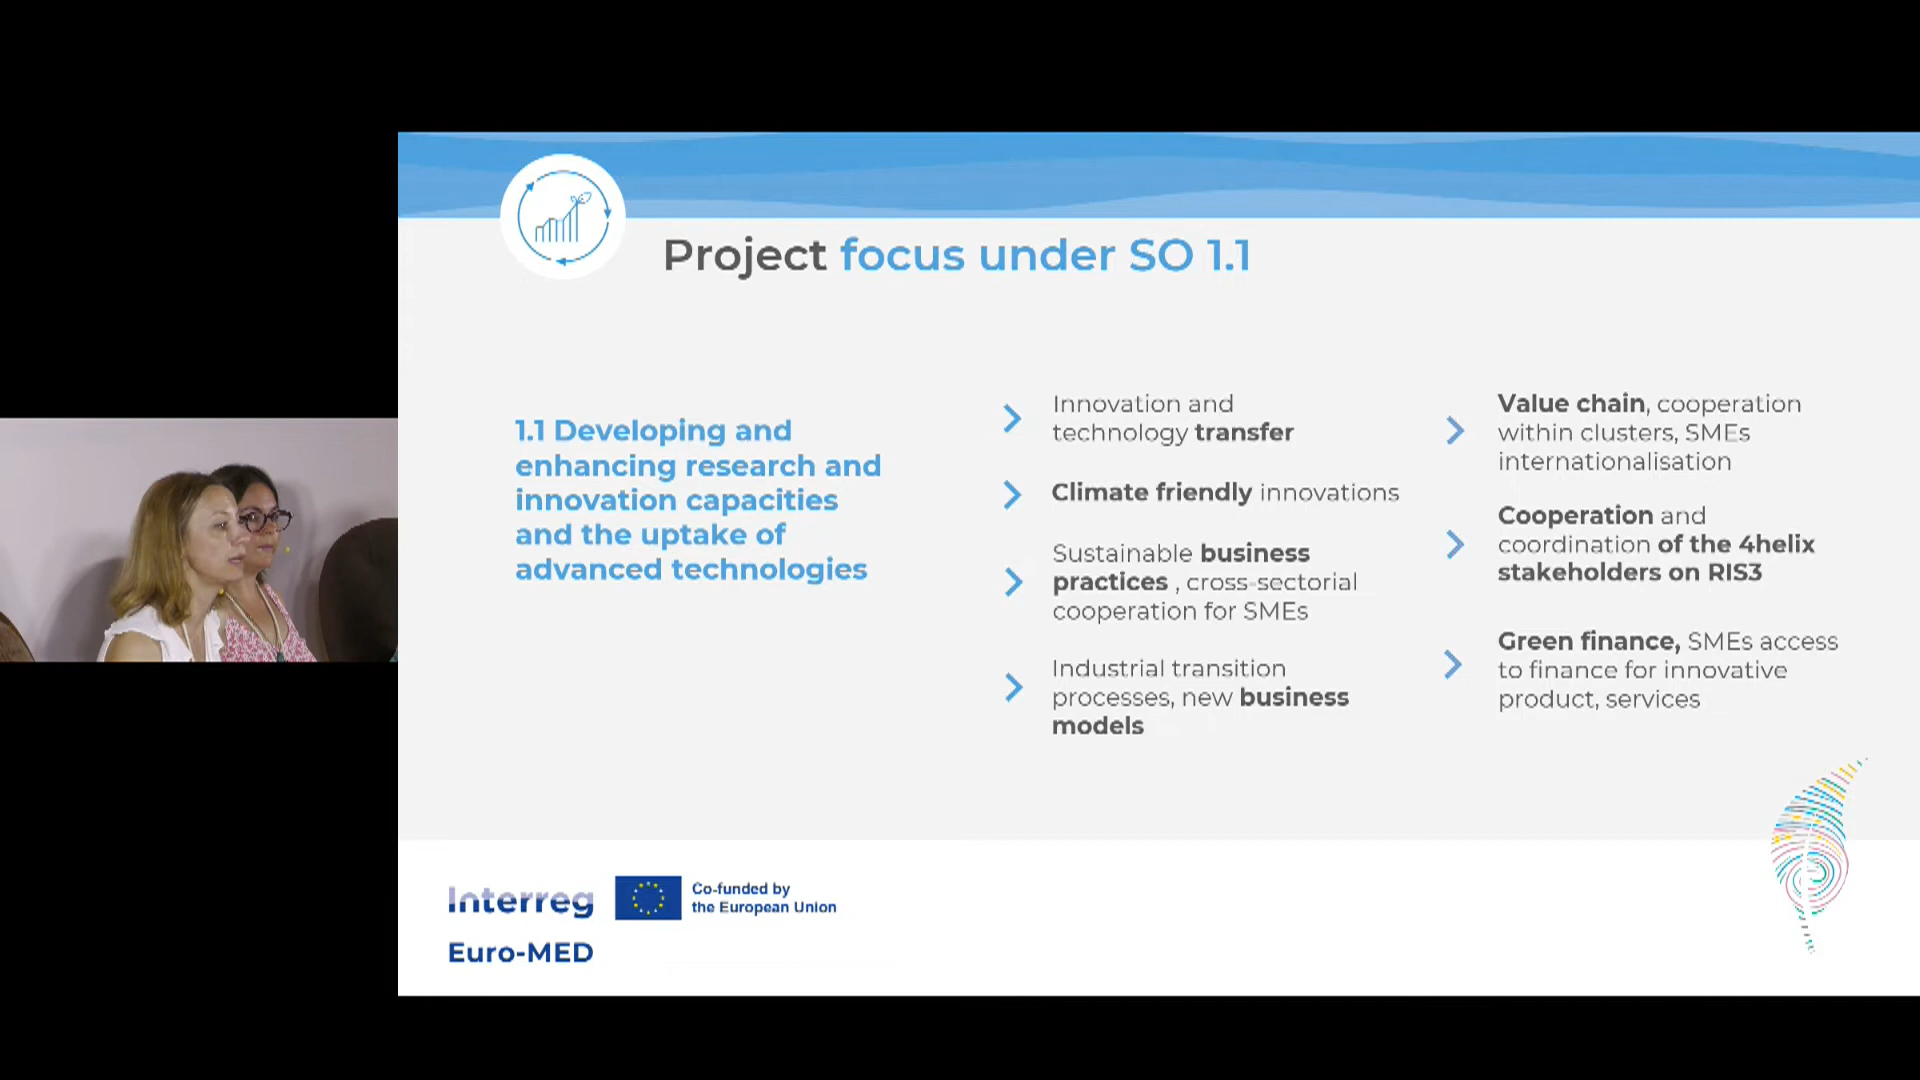 Project focus under SO 1.1
1.1 Developing and
enhancing research and
innovation capacities
and the uptake of
advanced technologies
Innovation and
technology transfer
Climate friendly innovations
Sustainable business
practices , cross-sectorial
cooperation for SMEs
Industrial transition
processes, new business
models
Value chain, cooperation
within clusters, SMEs
internationalisation
Cooperation and
coordination of the 4helix
stakeholders on RIS3
Green finance, SMEs access
to finance for innovative
product, services
Interreg
Co-funded by
the European Union
Euro-MED